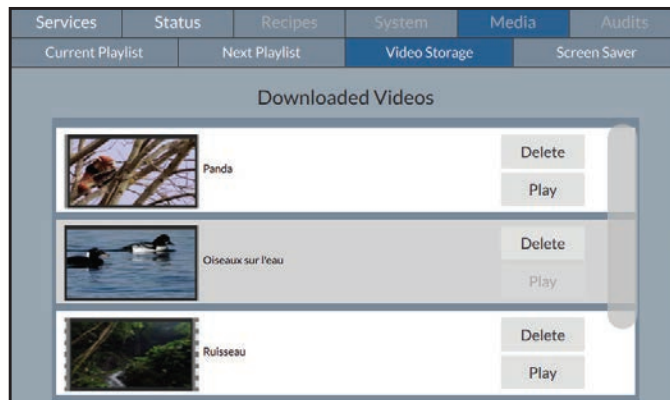 Services Status Recipes System Media Audits
Current Playlist Next Playlist Video Storage Screen Saver
Downloaded Videos
Delete
Panda
Play
Delete
Oiseaux sur l'eau
Play
Delete
Ruisseau
Play